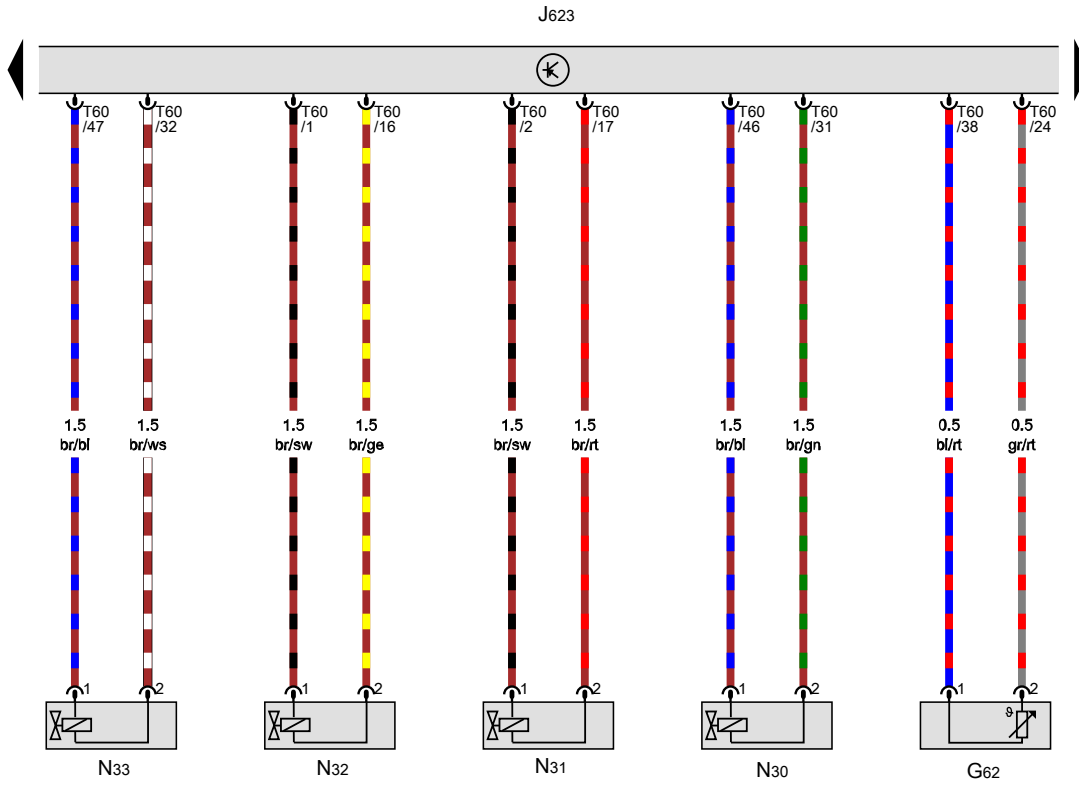 J623
T60 T60 T60 T60 T60 T60 T60 T60 T60 T60
/47 /32 /1 /16 /2 /17 /46 /31 /38 /24
1.5 1.5 1.5 1.5 1.5 1.5 1.5 1.5 0.5 0.5
br/bl br/ws br/sw br/ge br/sw br/rt br/bl br/gn bl/rt gr/rt
1 2 1 2 1 2 1 2 1 2
ϑ
N33 N32 N31 N30 G62